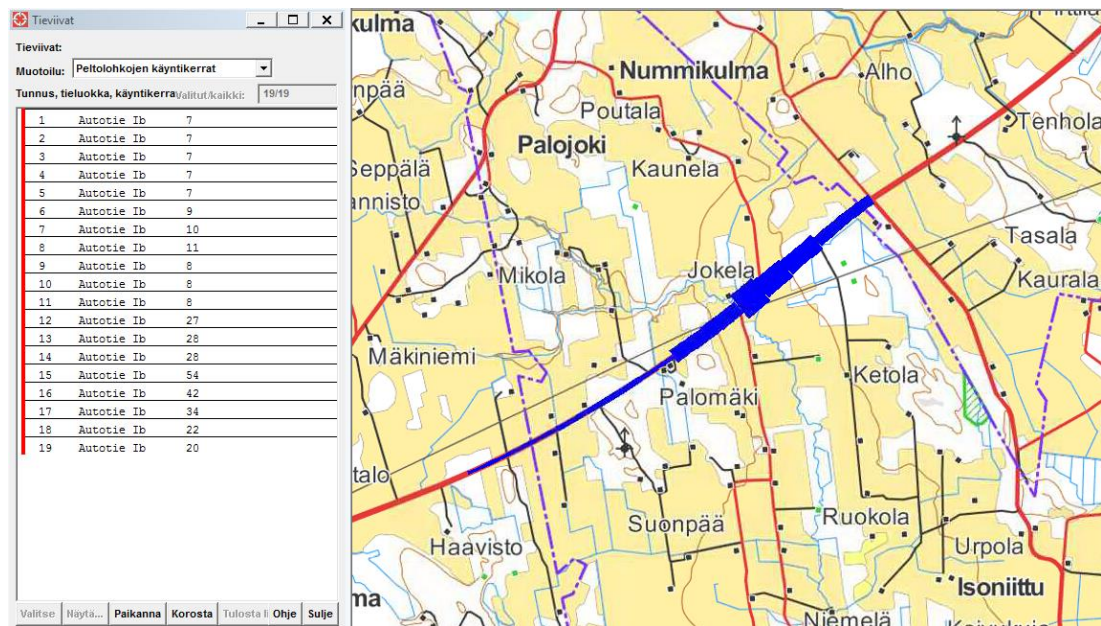 Tieviivat
Tieviivat:
Muotoilu: Peltolohkojen käyntikerrat
Tunnus, tieluokka, käyntikerra Valitut/kaikki: 19/19
1 Autotie Ib 7
2 Autotie Ib 7
3 Autotie Ib 7
4 Autotie Ib 7
5 Autotie Ib 7
6 Autotie Ib 9
7 Autotie Ib 10
8 Autotie Ib 11
9 Autotie Ib 8
10 Autotie Ib 8
11 Autotie Ib 8
12 Autotie Ib 27
13 Autotie Ib 28
14 Autotie Ib 28
15 Autotie Ib 54
16 Autotie Ib 42
17 Autotie Ib 34
18 Autotie Ib 22
19 Autotie Ib 20
Valitse Näytä... Paikanna Korosta Tulosta Ohje Sulje
kulma
Nummikulma
Alho
npää
Poutala
Tenhola
Palojoki
Kaunela
Seppälä
annisto
Tasala
Mikola
Jokela
Kaurala
Mäkiniemi
Ketola
Palomäki
talo
Suonpää
Ruokola
Haavisto
Urpola
Isoniittu
ma
Niemelä